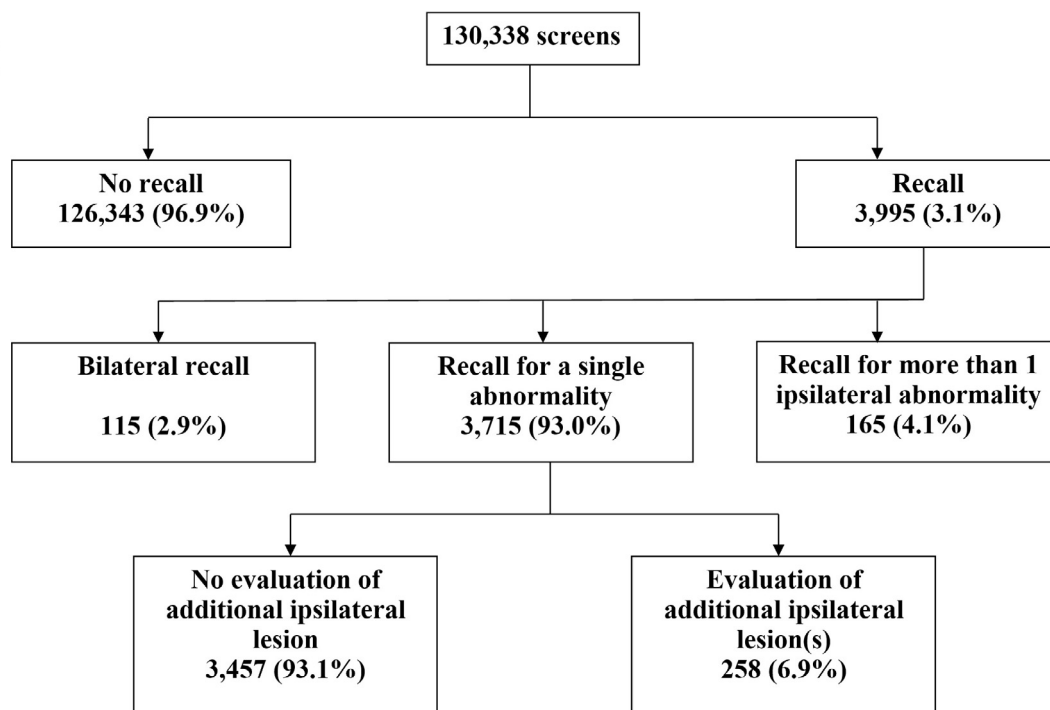 130,338 screens
No recall
126,343 (96.9%)
Recall
3,995 (3.1%)
Bilateral recall
115 (2.9%)
Recall for a single
abnormality
3,715 (93.0%)
Recall for more than 1
ipsilateral abnormality
165 (4.1%)
No evaluation of
additional ipsilateral
lesion
3,457 (93.1%)
Evaluation of
additional ipsilateral
lesion(s)
258 (6.9%)